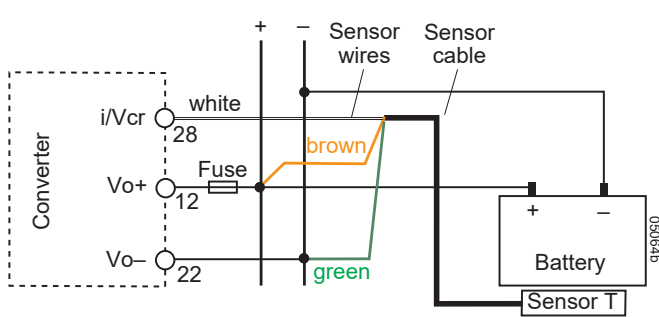 + –
Sensor wires
Sensor cable
Converter
i/Vcr
white
28
brown
Fuse
Vo+
12
Vo–
22
green
+ –
Battery
Sensor T
05064b